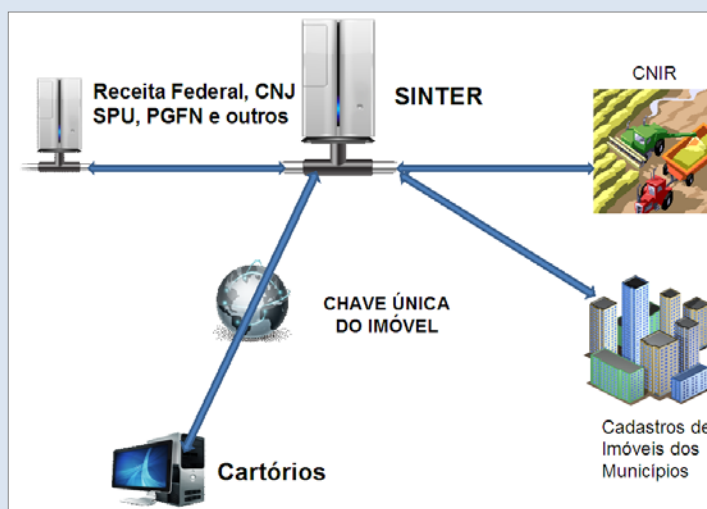 Receita Federal, CNJ
SPU, PGFN e outros
SINTER
CNIR
CHAVE ÚNICA
DO IMÓVEL
Cartórios
Cadastros de
Imóveis dos
Municípios